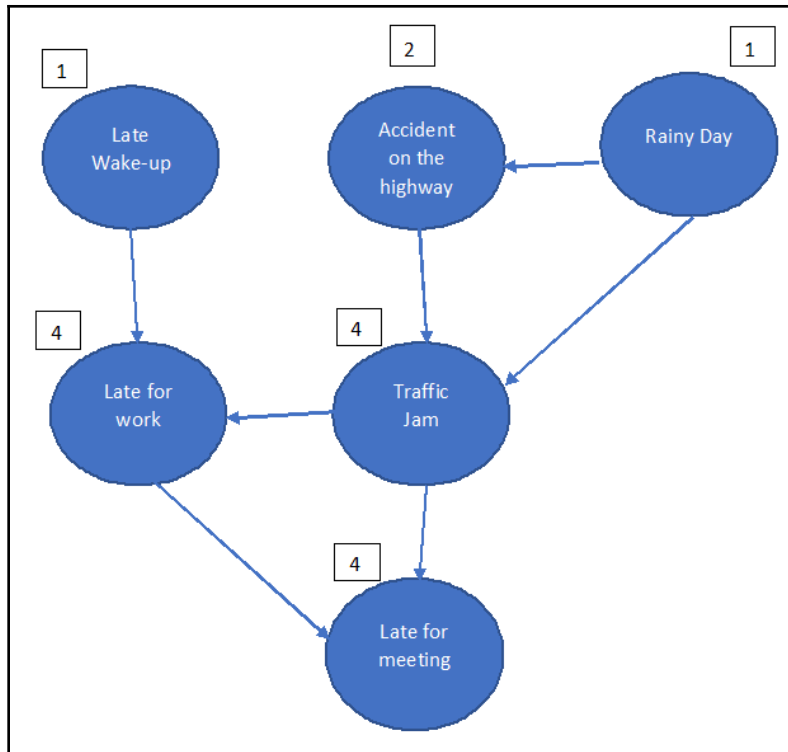 1
2
1
Late
Wake-up
Accident
on the
highway
Rainy Day
4
4
Late for
work
Traffic
Jam
4
Late for
meeting